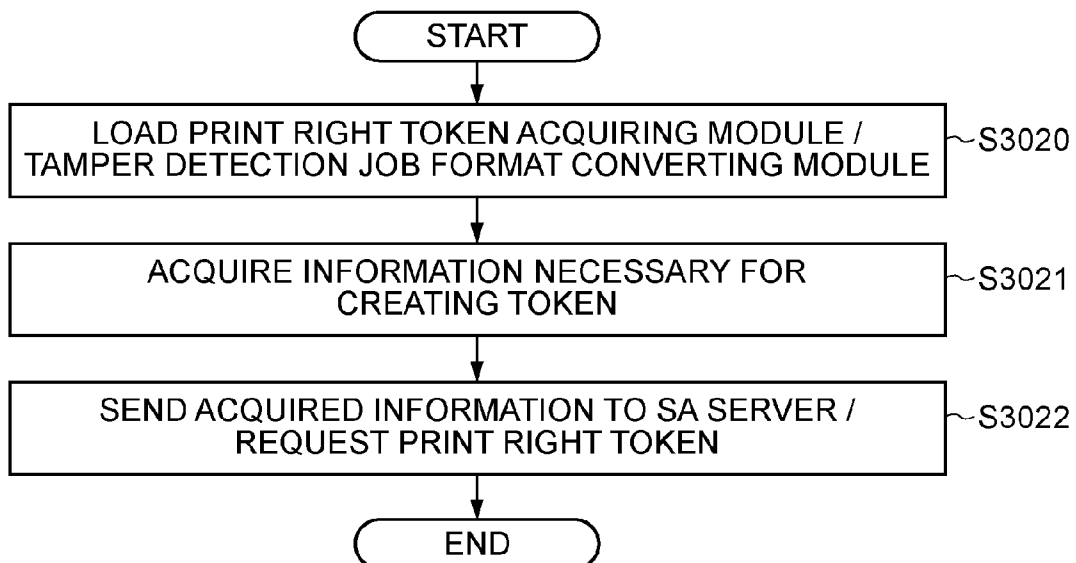 START
LOAD PRINT RIGHT TOKEN ACQUIRING MODULE /
TAMPER DETECTION JOB FORMAT CONVERTING MODULE
S3020
ACQUIRE INFORMATION NECESSARY FOR
CREATING TOKEN
S3021
SEND ACQUIRED INFORMATION TO SA SERVER /
REQUEST PRINT RIGHT TOKEN
S3022
END